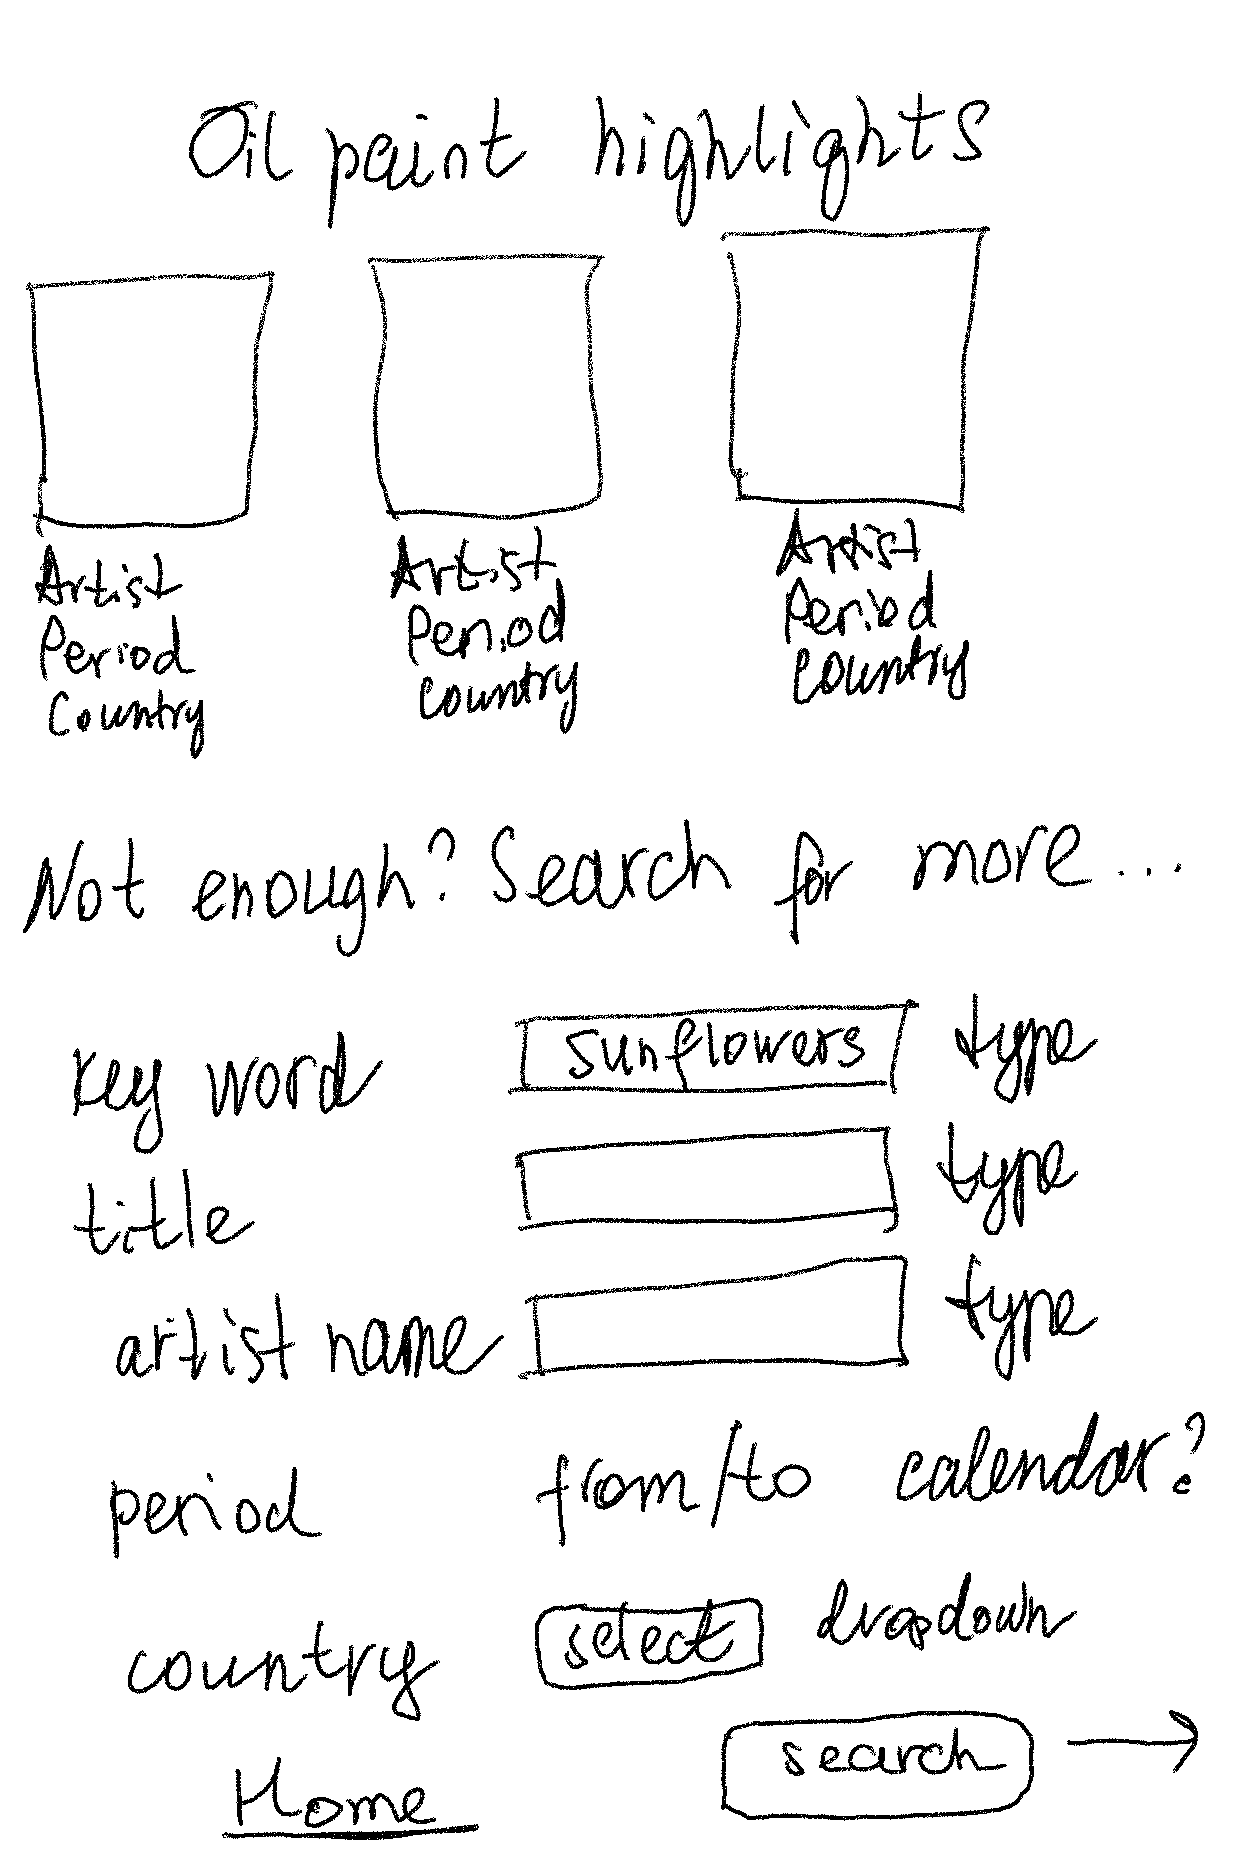 Oil paint highlights
Artist Artist Artist
Period Period Period
Country Country Country
Not enough? Search for more...
key word sunflowers type
title type
artist name type
period from/to calendar?
country select dropdown
search →
Home